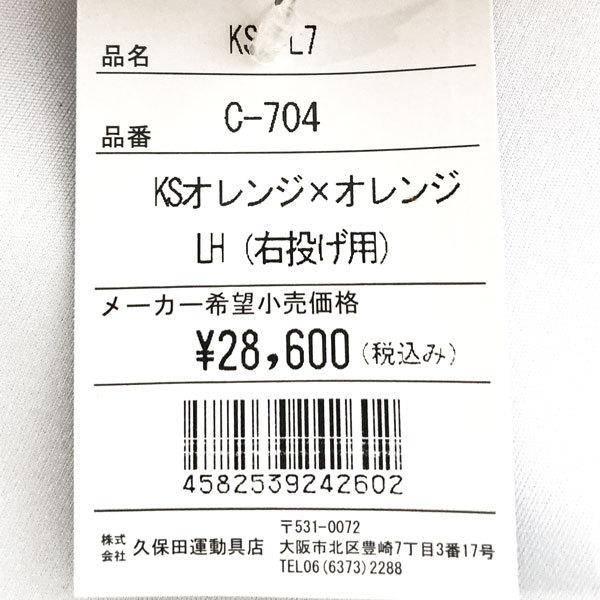 品名 KS L7
品番 C-704
KSオレンジ×オレンジ
LH (右投げ用)
メーカー希望小売価格
¥28,600(税込み)
4582539242602
株式会社 久保田運動具店
〒531-0072
大阪市北区豊崎7丁目3番17号
TEL06(6373)2288